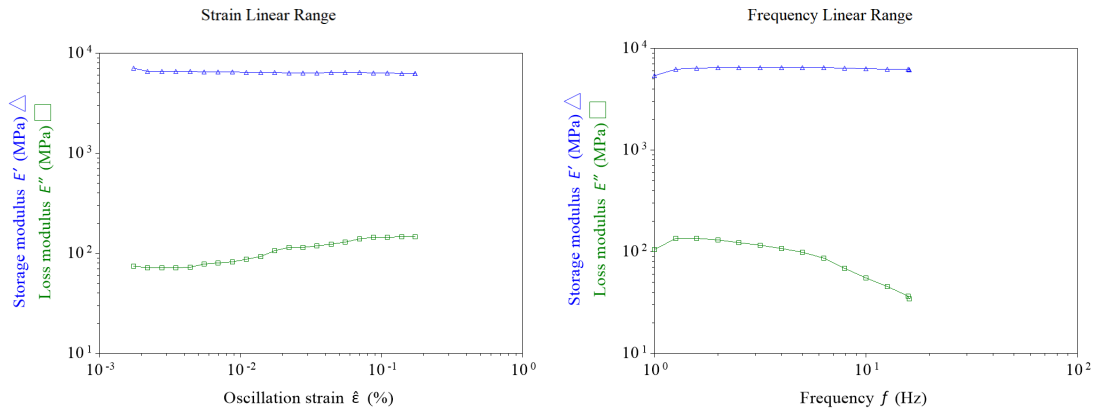 Strain Linear Range
10⁴
10³
10²
10¹
10⁻³
10⁻²
10⁻¹
10⁰
Storage modulus E′ (MPa) △
Loss modulus E″ (MPa) □
Oscillation strain ε̂ (%)
Frequency Linear Range
10⁴
10³
10²
10¹
10⁰
10¹
10²
Storage modulus E′ (MPa) △
Loss modulus E″ (MPa) □
Frequency f (Hz)